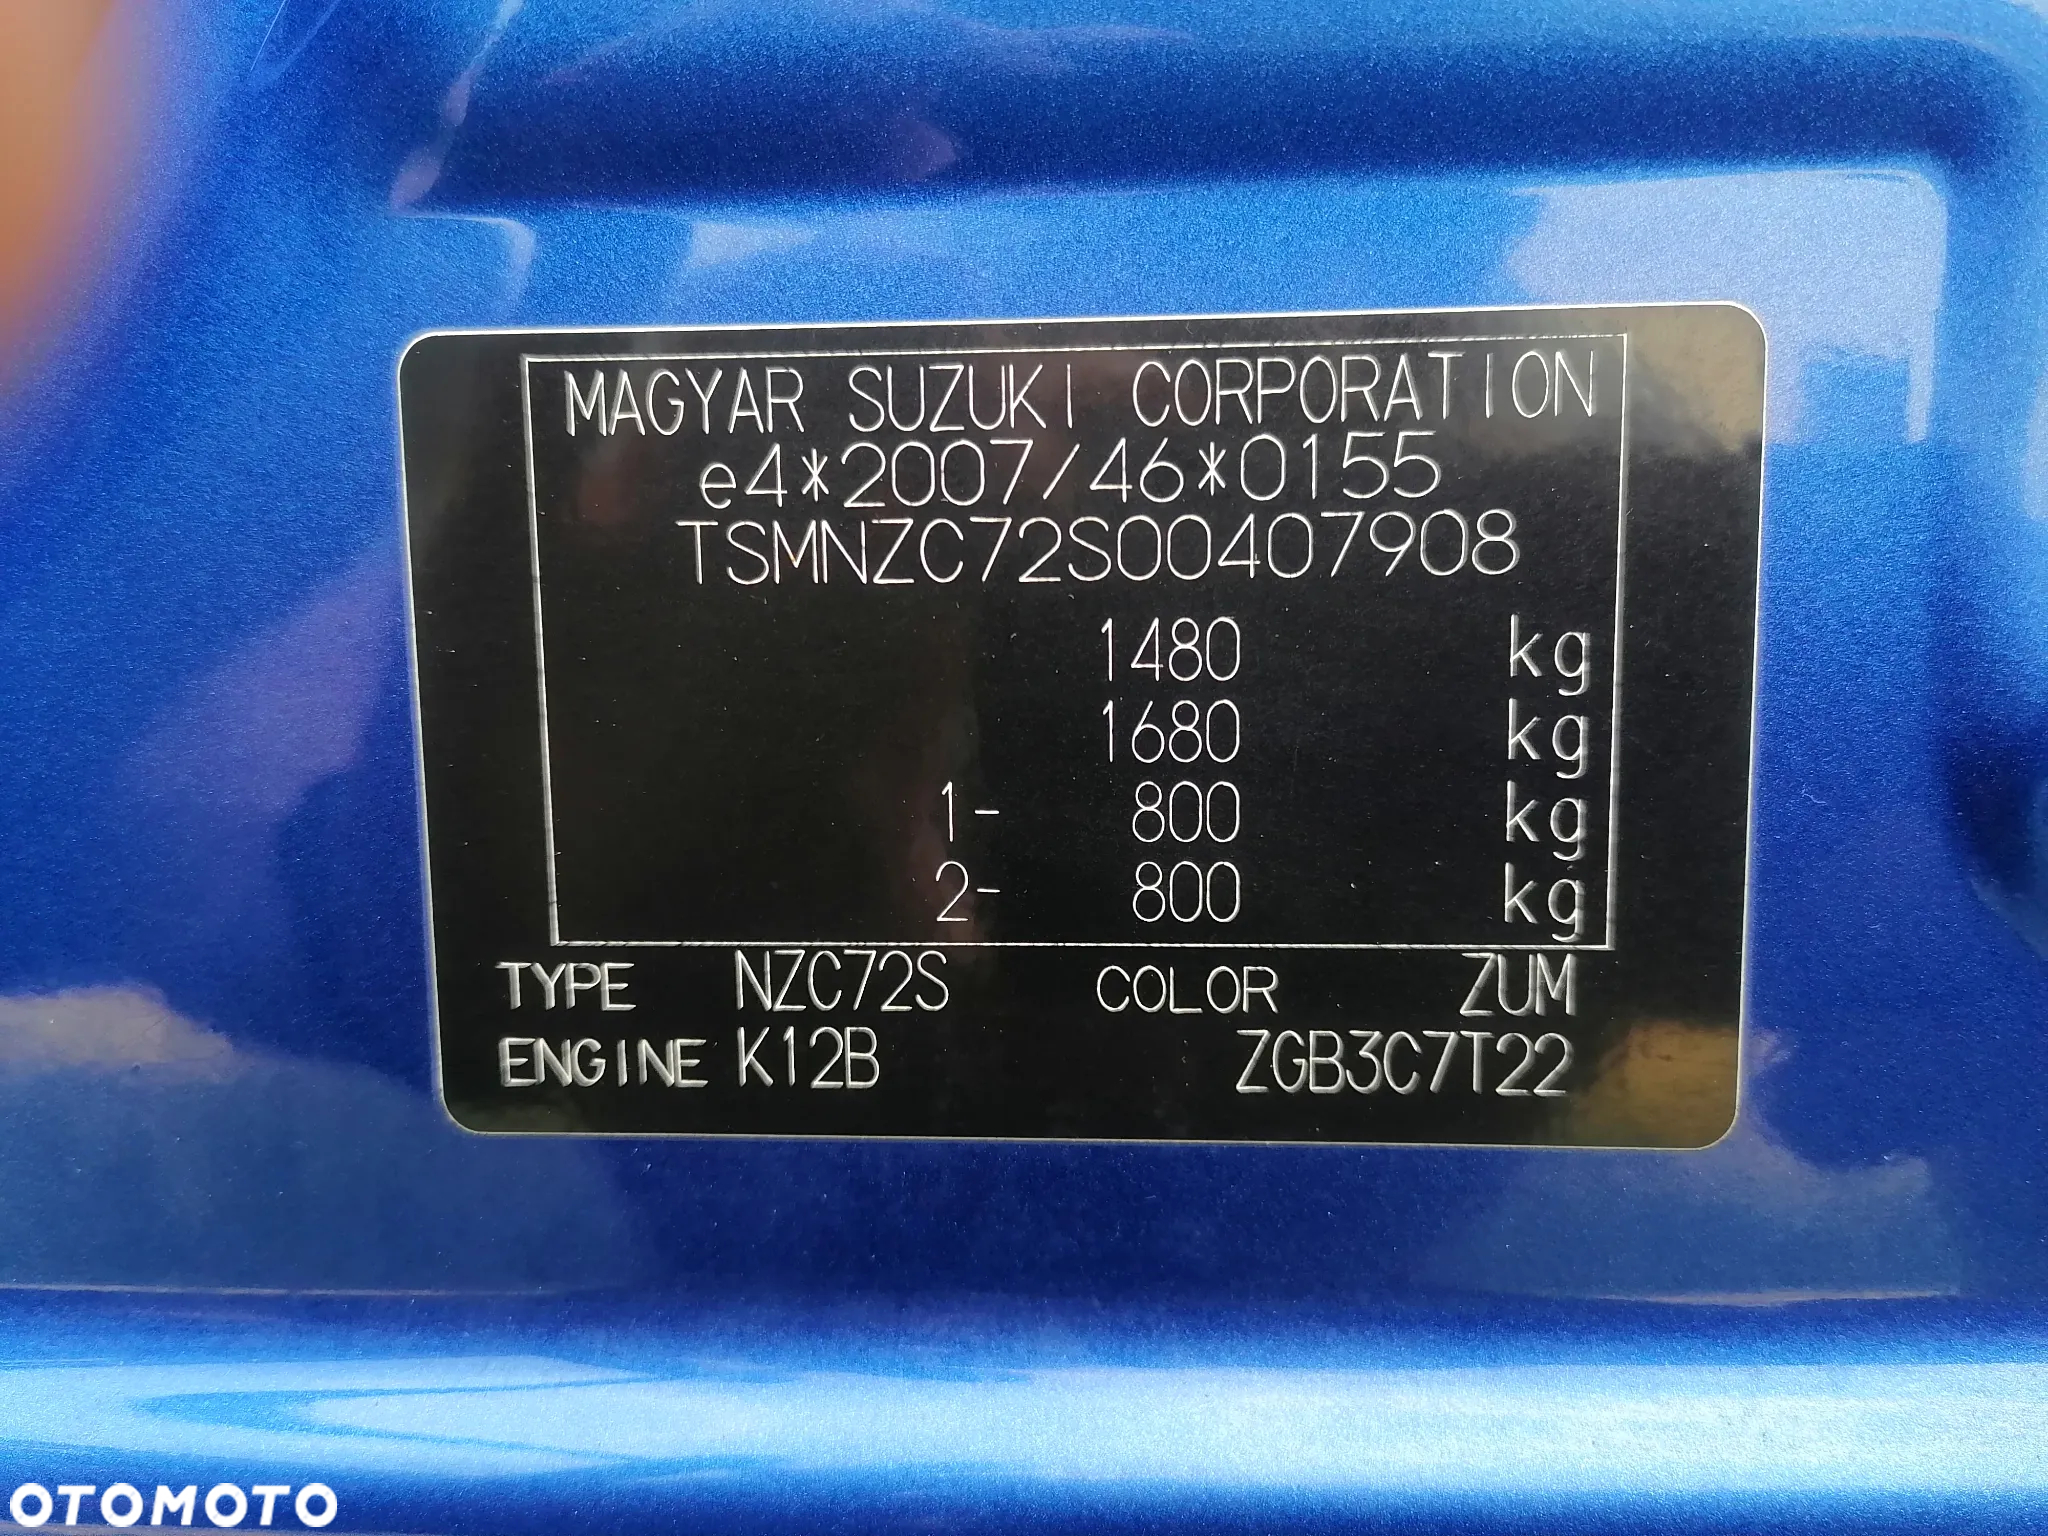 MAGYAR SUZUKI CORPORATION
e4*2007/46*0155
TSMNZC72S00407908
1480 kg
1680 kg
1- 800 kg
2- 800 kg
TYPE NZC72S COLOR ZUM
ENGINE K12B ZGB3C7T22
OTOMOTO